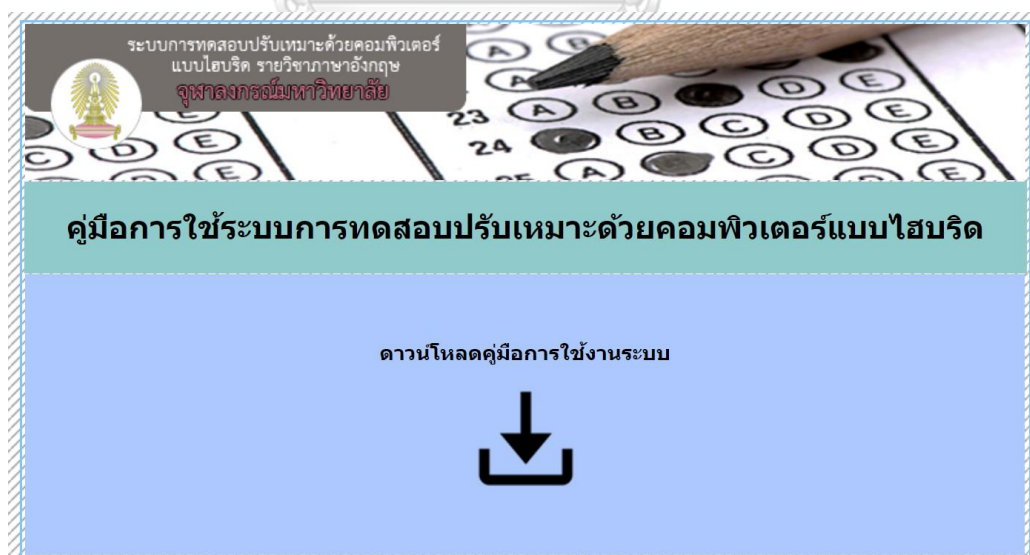 ระบบการทดสอบปรับเหมาะด้วยคอมพิวเตอร์
แบบไฮบริด รายวิชาภาษาอังกฤษ
จุฬาลงกรณ์มหาวิทยาลัย
23 A B D E
24 B C D E
A C D E
คู่มือการใช้ระบบการทดสอบปรับเหมาะด้วยคอมพิวเตอร์แบบไฮบริด
ดาวน์โหลดคู่มือการใช้งานระบบ